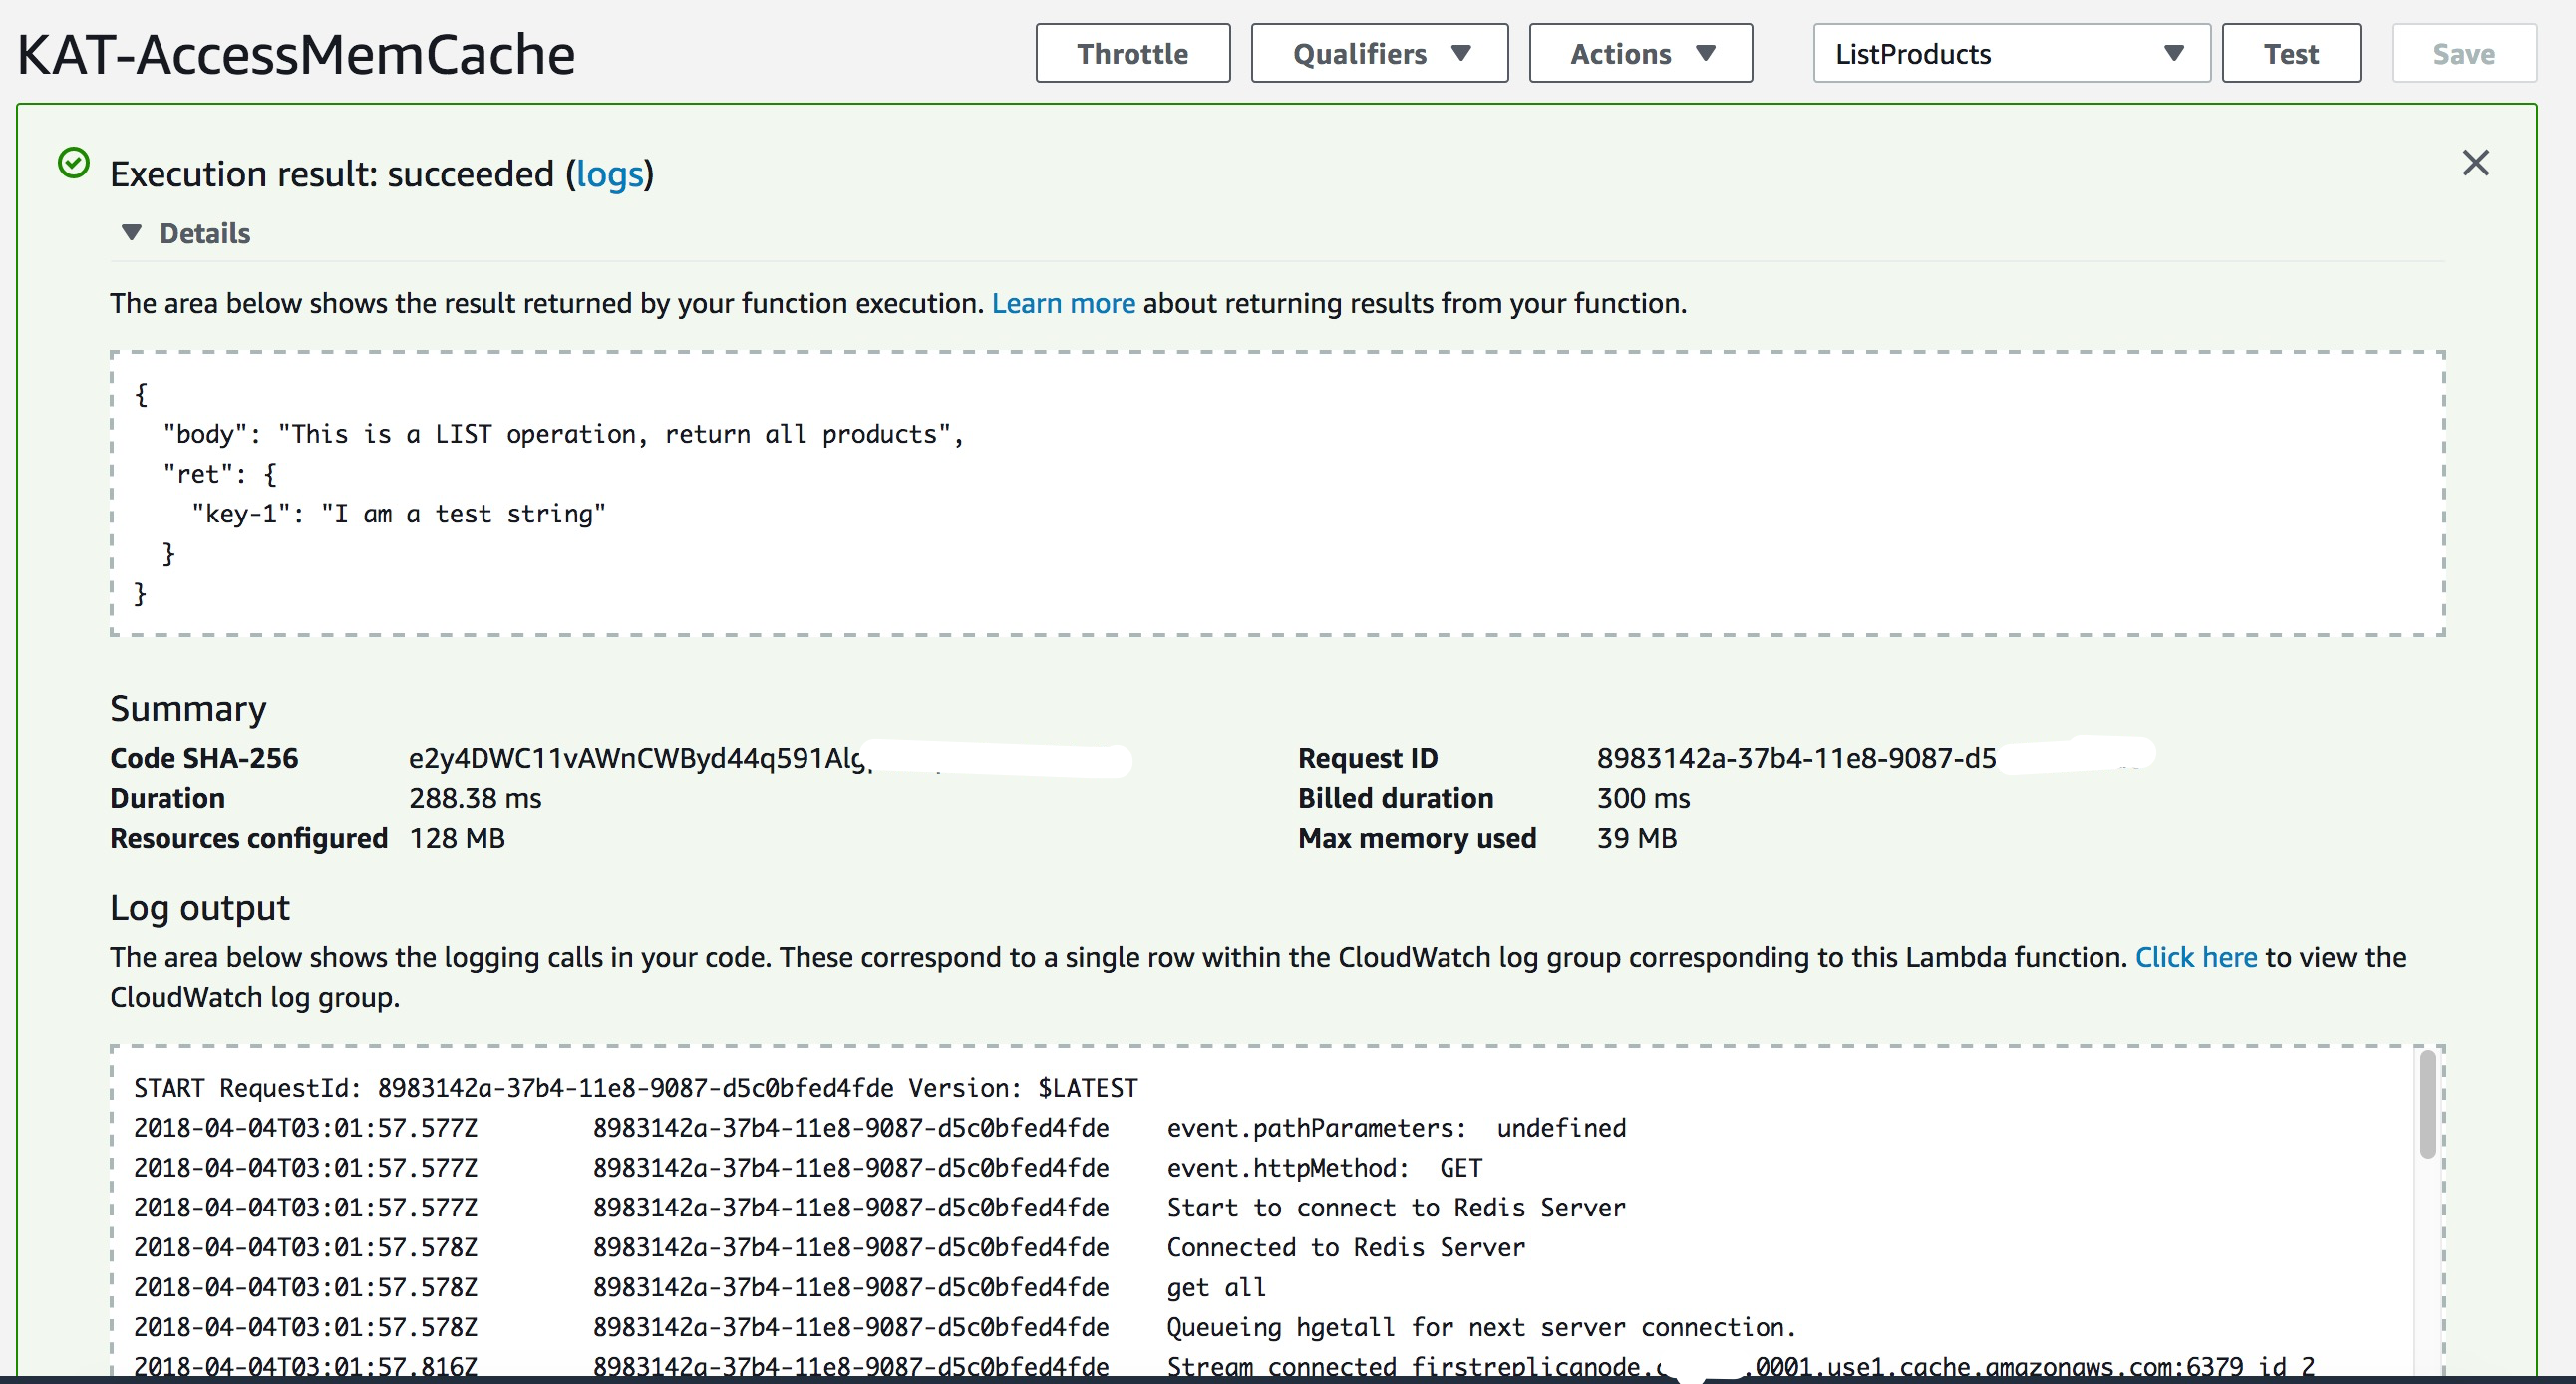 KAT-AccessMemCache
Throttle
Qualifiers
Actions
ListProducts
Test
Save
Execution result: succeeded (logs)
Details
The area below shows the result returned by your function execution. Learn more about returning results from your function.
{
"body": "This is a LIST operation, return all products",
"ret": {
"key-1": "I am a test string"
}
}
Summary
Code SHA-256 e2y4DWC11vAWnCWByd44q591Al
Request ID 8983142a-37b4-11e8-9087-d5
Duration 288.38 ms
Billed duration 300 ms
Resources configured 128 MB
Max memory used 39 MB
Log output
The area below shows the logging calls in your code. These correspond to a single row within the CloudWatch log group corresponding to this Lambda function. Click here to view the
CloudWatch log group.
START RequestId: 8983142a-37b4-11e8-9087-d5c0bfed4fde Version: $LATEST
2018-04-04T03:01:57.577Z 8983142a-37b4-11e8-9087-d5c0bfed4fde event.pathParameters: undefined
2018-04-04T03:01:57.577Z 8983142a-37b4-11e8-9087-d5c0bfed4fde event.httpMethod: GET
2018-04-04T03:01:57.577Z 8983142a-37b4-11e8-9087-d5c0bfed4fde Start to connect to Redis Server
2018-04-04T03:01:57.578Z 8983142a-37b4-11e8-9087-d5c0bfed4fde Connected to Redis Server
2018-04-04T03:01:57.578Z 8983142a-37b4-11e8-9087-d5c0bfed4fde get all
2018-04-04T03:01:57.578Z 8983142a-37b4-11e8-9087-d5c0bfed4fde Queueing hgetall for next server connection.
2018-04-04T03:01:57.816Z 8983142a-37b4-11e8-9087-d5c0bfed4fde Stream connected firstreplicanode. .0001.use1.cache.amazonaws.com:6379 id 2